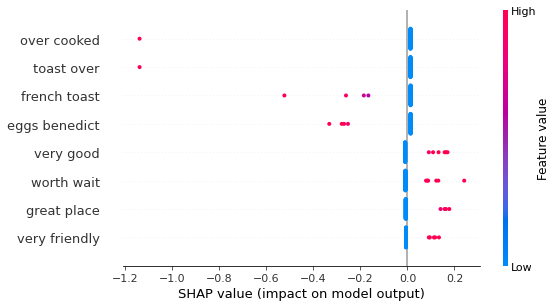 High
over cooked
toast over
french toast
eggs benedict
very good
worth wait
great place
very friendly
Feature value
Low
−1.2 −1.0 −0.8 −0.6 −0.4 −0.2 0.0 0.2
SHAP value (impact on model output)